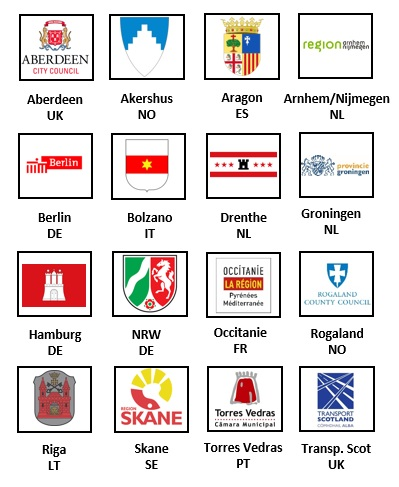 ABERDEEN
CITY COUNCIL
region arnhem
nijmegen
Aberdeen
UK
Akershus
NO
Aragon
ES
Arnhem/Nijmegen
NL
Berlin
provincie
groningen
Berlin
DE
Bolzano
IT
Drenthe
NL
Groningen
NL
OCCITANIE
LA RÉGION
Pyrénées
Méditerranée
ROGALAND
COUNTY COUNCIL
Hamburg
DE
NRW
DE
Occitanie
FR
Rogaland
NO
REGION
SKÅNE
Torres Vedras
Câmara Municipal
TRANSPORT
SCOTLAND
CÒMHDHAIL ALBA
Riga
LT
Skane
SE
Torres Vedras
PT
Transp. Scot
UK